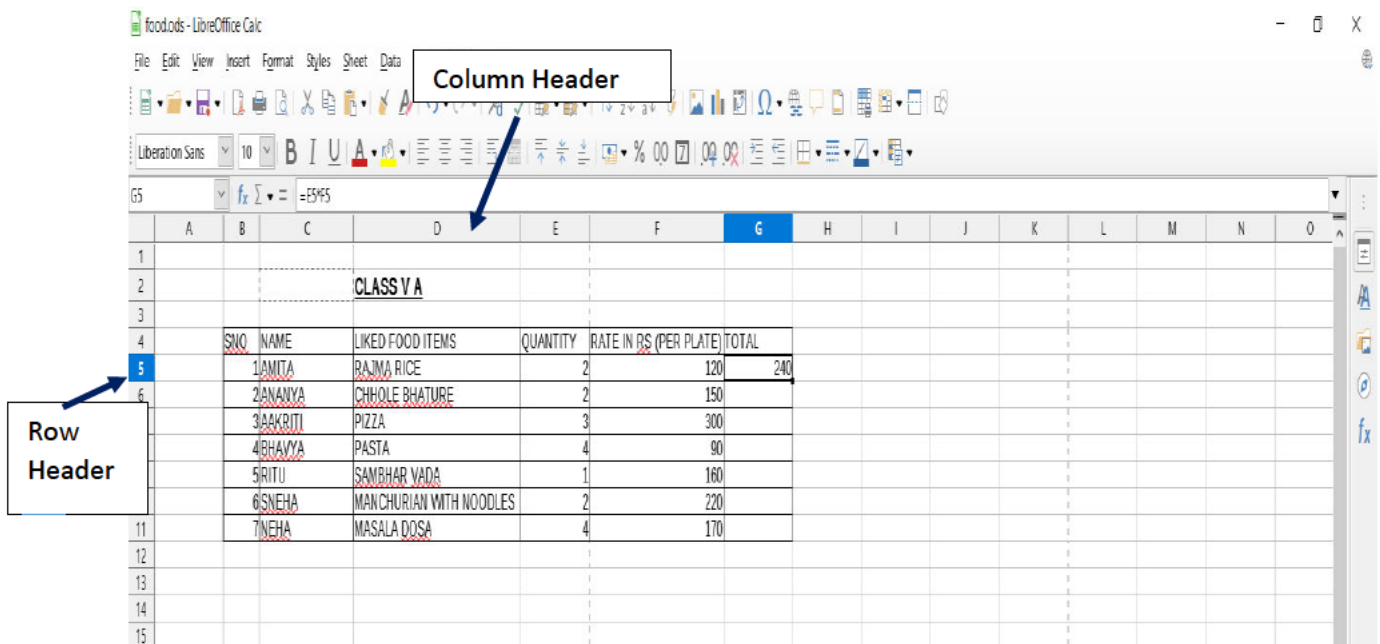 food.ods - LibreOffice Calc
File Edit View Insert Format Styles Sheet Data
Column Header
Liberation Sans 10
G5 =E5*F5
A B C D E F G H I J K L M N O
1
2 CLASS V A
3
4 SNO NAME LIKED FOOD ITEMS QUANTITY RATE IN RS (PER PLATE) TOTAL
5 1 AMITA RAJMA RICE 2 120 240
6 2 ANANYA CHHOLE BHATURE 2 150
3 AAKRITI PIZZA 3 300
4 BHAVYA PASTA 4 90
5 RITU SAMBHAR VADA 1 160
6 SNEHA MANCHURIAN WITH NOODLES 2 220
11 7 NEHA MASALA DOSA 4 170
12
13
14
15
Row
Header